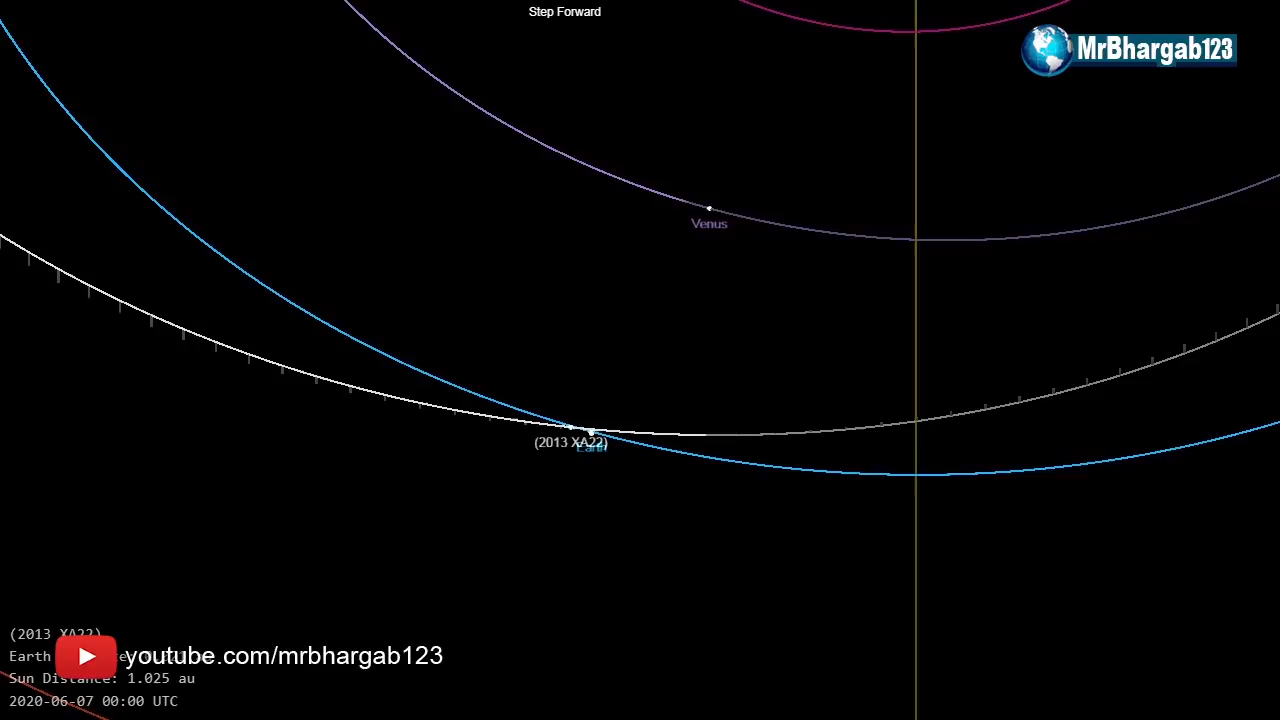 Step Forward
MrBhargab123
Venus
(2013 XA22)
Earth
(2013 XA22)
Earth
youtube.com/mrbhargab123
Sun Distance: 1.025 au
2020-06-07 00:00 UTC